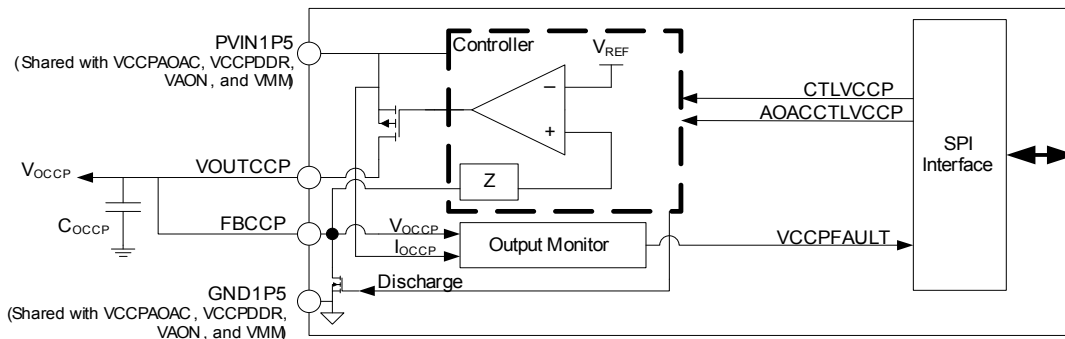 PVIN1P5
(Shared with VCCPAOAC, VCCPDDR,
VAON, and VMM)
Controller
VREF
−
+
Z
CTLVCCP
AOACCTLVCCP
SPI
Interface
VOCCP
VOUTCCP
COCCP
FBCCP
VOCCP
IOCCP
Output Monitor
VCCPFAULT
Discharge
GND1P5
(Shared with VCCPAOAC, VCCPDDR,
VAON, and VMM)